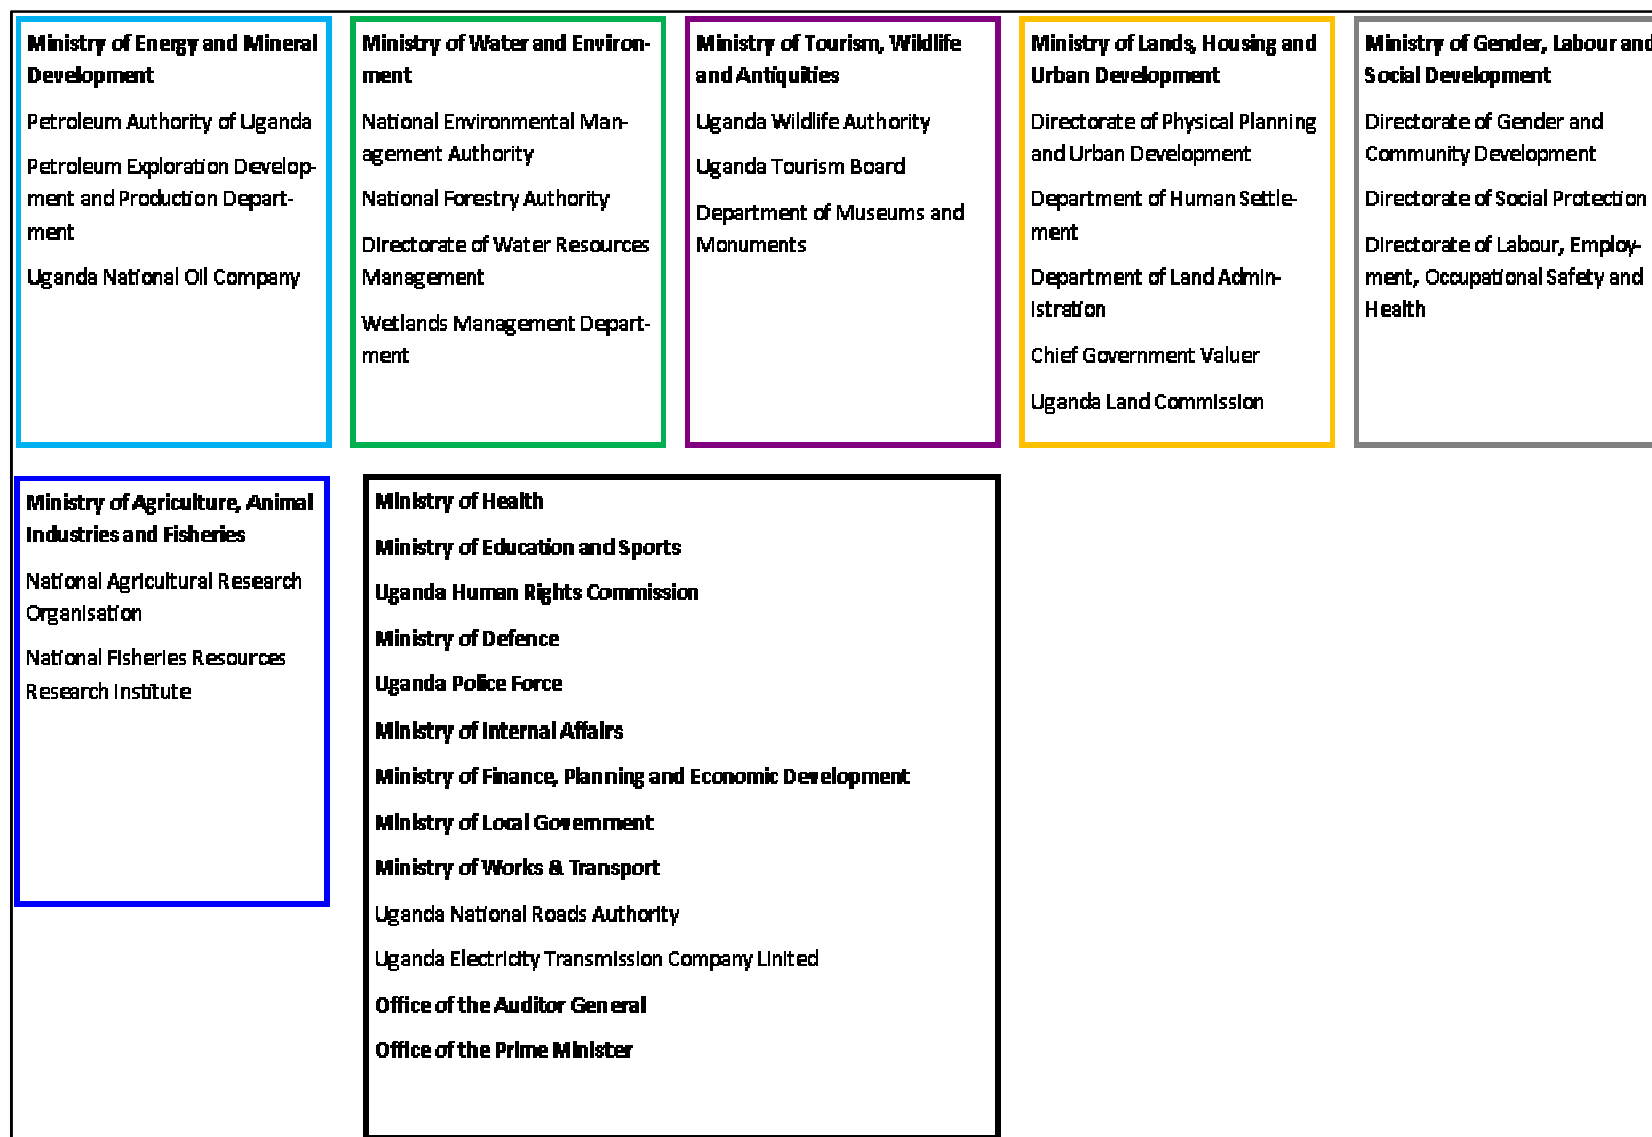 Ministry of Energy and Mineral
Development
Petroleum Authority of Uganda
Petroleum Exploration Develop-
ment and Production Depart-
ment
Uganda National Oil Company
Ministry of Water and Environ-
ment
National Environmental Man-
agement Authority
National Forestry Authority
Directorate of Water Resources
Management
Wetlands Management Depart-
ment
Ministry of Tourism, Wildlife
and Antiquities
Uganda Wildlife Authority
Uganda Tourism Board
Department of Museums and
Monuments
Ministry of Lands, Housing and
Urban Development
Directorate of Physical Planning
and Urban Development
Department of Human Settle-
ment
Department of Land Admin-
istration
Chief Government Valuer
Uganda Land Commission
Ministry of Gender, Labour and
Social Development
Directorate of Gender and
Community Development
Directorate of Social Protection
Directorate of Labour, Employ-
ment, Occupational Safety and
Health
Ministry of Agriculture, Animal
Industries and Fisheries
National Agricultural Research
Organisation
National Fisheries Resources
Research Institute
Ministry of Health
Ministry of Education and Sports
Uganda Human Rights Commission
Ministry of Defence
Uganda Police Force
Ministry of Internal Affairs
Ministry of Finance, Planning and Economic Development
Ministry of Local Government
Ministry of Works & Transport
Uganda National Roads Authority
Uganda Electricity Transmission Company Linited
Office of the Auditor General
Office of the Prime Minister